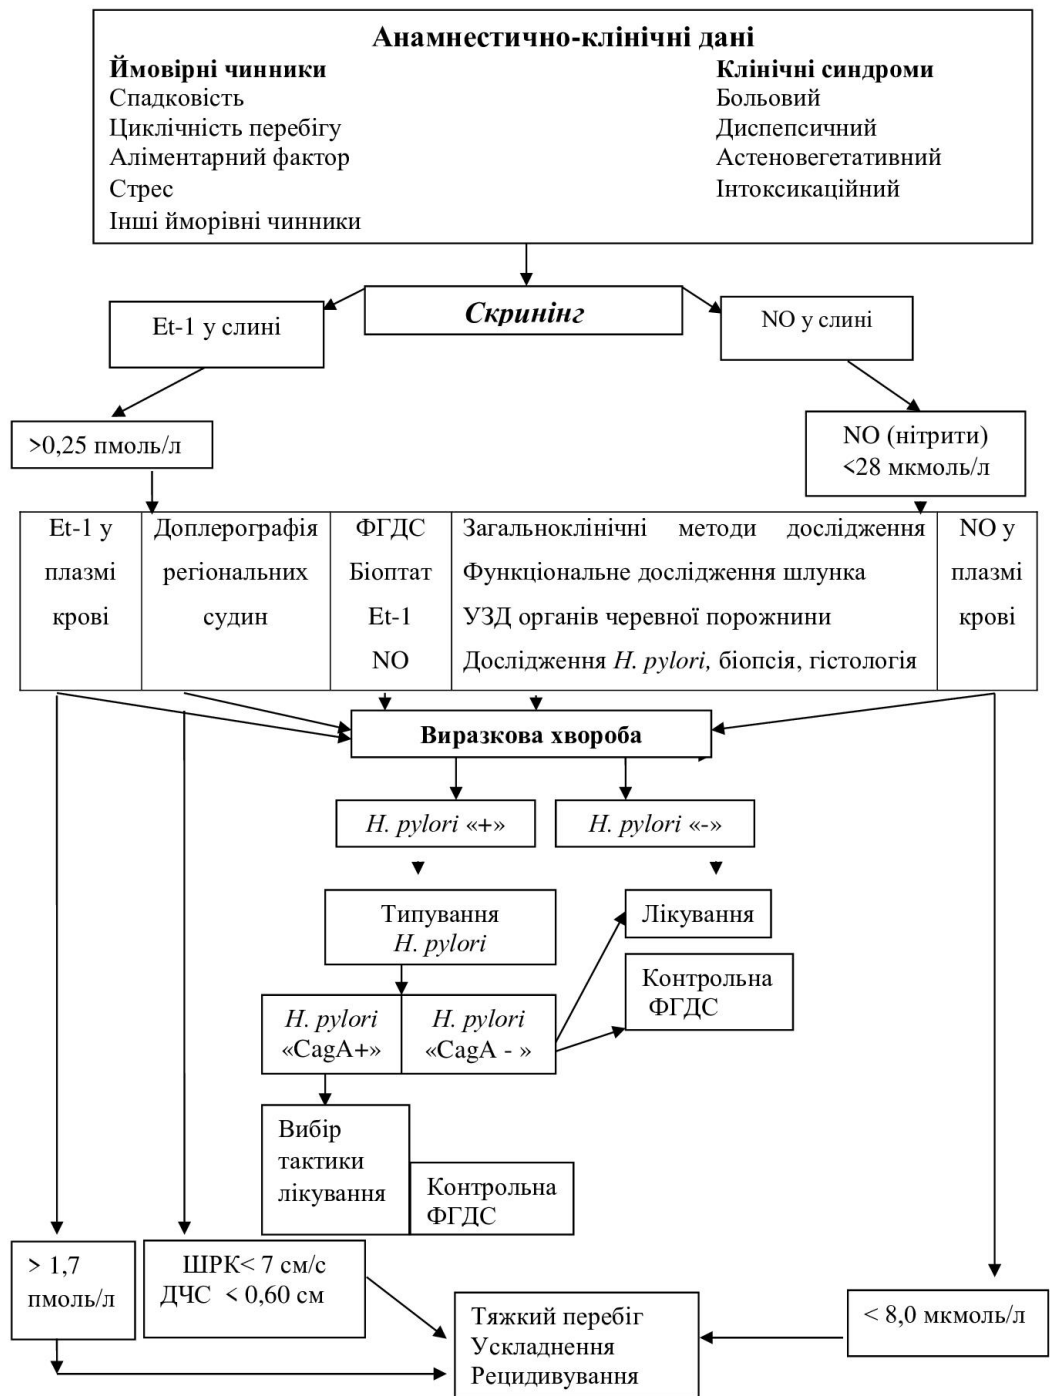 Анамнестично-клінічні дані
Ймовірні чинники
Спадковість
Циклічність перебігу
Аліментарний фактор
Стрес
Інші йморівні чинники
Клінічні синдроми
Больовий
Диспепсичний
Астеновегетативний
Інтоксикаційний
Скринінг
Et-1 у слині
NO у слині
>0,25 пмоль/л
NO (нітрити)
<28 мкмоль/л
Et-1 у
плазмі
крові
Доплерографія
регіональних
судин
ФГДС
Біоптат
Et-1
NO
Загальноклінічні методи дослідження
Функціональне дослідження шлунка
УЗД органів черевної порожнини
Дослідження H. pylori, біопсія, гістологія
NO у
плазмі
крові
Виразкова хвороба
H. pylori «+»
H. pylori «-»
Типування
H. pylori
Лікування
Контрольна
ФГДС
H. pylori
«CagA+»
H. pylori
«CagA - »
Вибір
тактики
лікування
Контрольна
ФГДС
> 1,7
пмоль/л
ШРК< 7 см/с
ДЧС < 0,60 см
Тяжкий перебіг
Ускладнення
Рецидивування
< 8,0 мкмоль/л